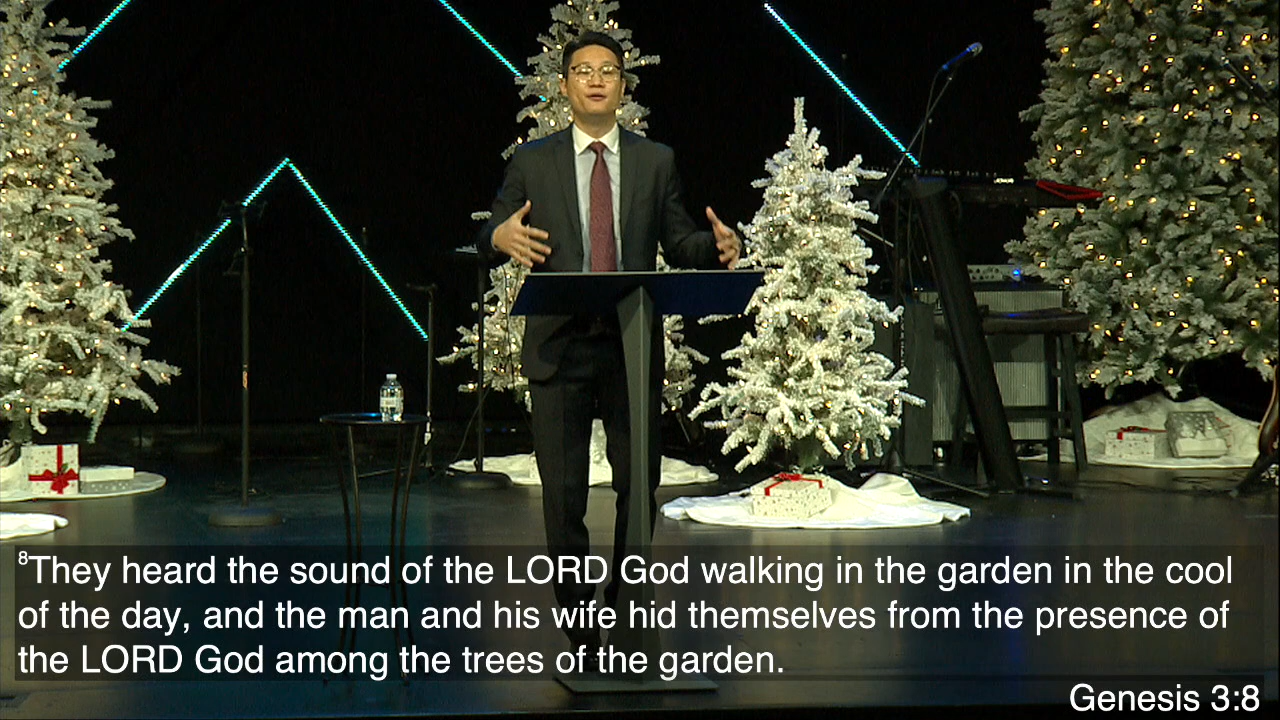 ⁸They heard the sound of the LORD God walking in the garden in the cool
of the day, and the man and his wife hid themselves from the presence of
the LORD God among the trees of the garden.
Genesis 3:8